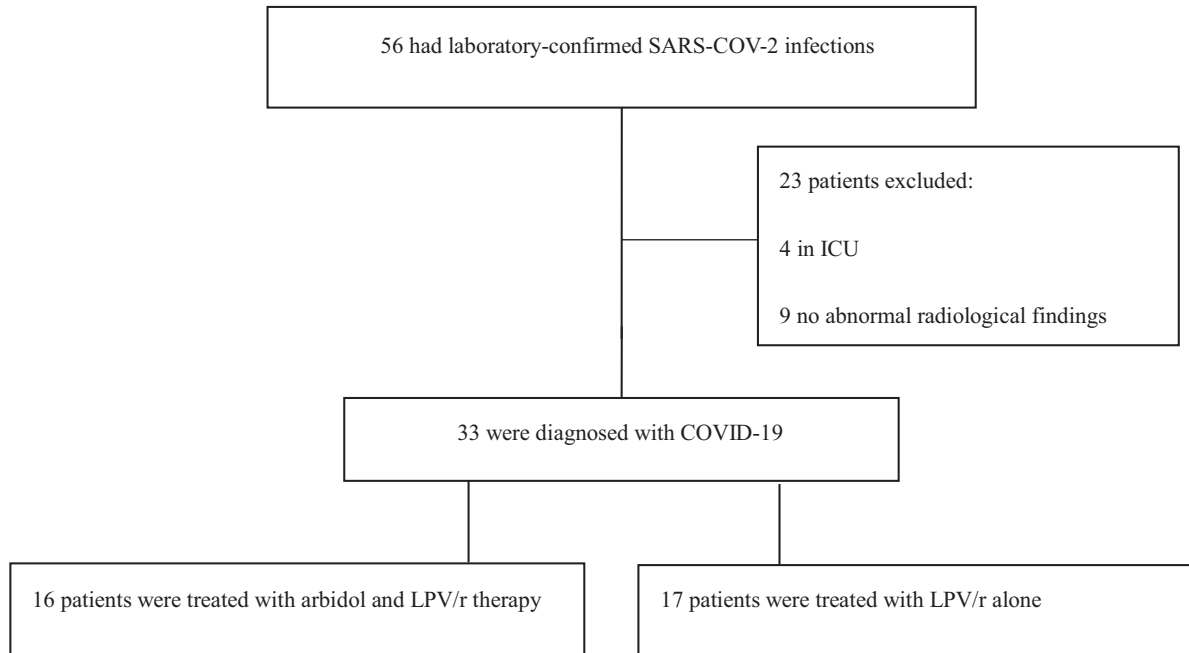 56 had laboratory-confirmed SARS-COV-2 infections
23 patients excluded:
4 in ICU
9 no abnormal radiological findings
33 were diagnosed with COVID-19
16 patients were treated with arbidol and LPV/r therapy
17 patients were treated with LPV/r alone